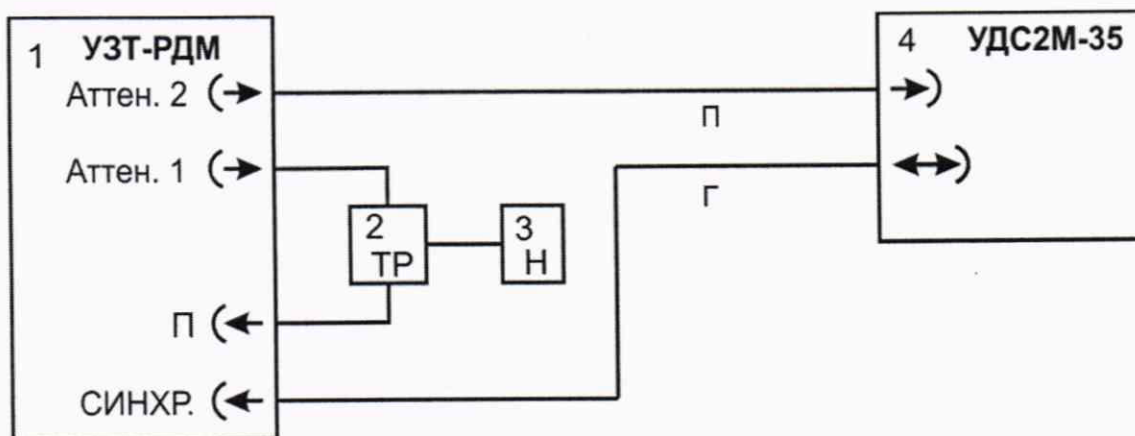 1 УЗТ-РДМ
Аттен. 2
Аттен. 1
П
СИНХР.
2
ТР
3
Н
П
Г
4 УДС2М-35